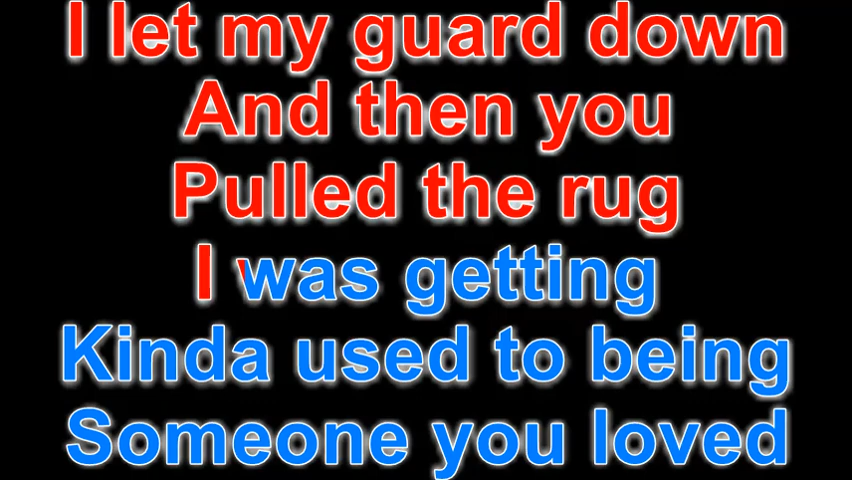 I let my guard down
And then you
Pulled the rug
I was getting
Kinda used to being
Someone you loved